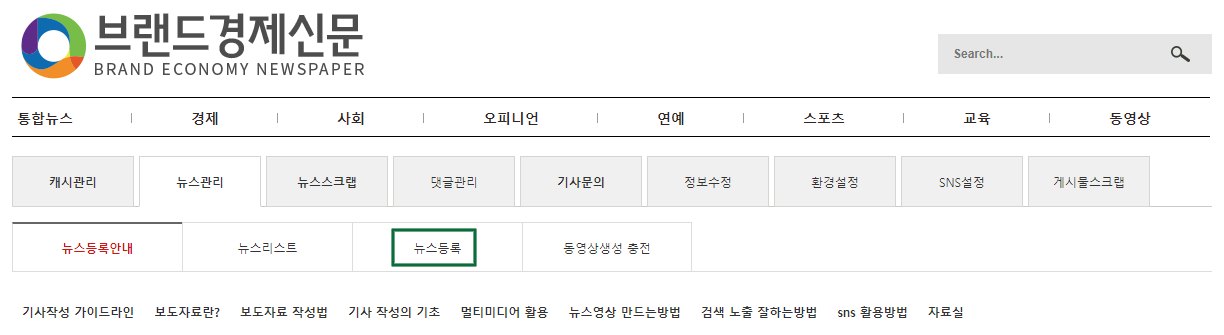 브랜드경제신문
BRAND ECONOMY NEWSPAPER
Search...
통합뉴스 | 경제 | 사회 | 오피니언 | 연예 | 스포츠 | 교육 | 동영상
캐시관리 뉴스관리 뉴스스크랩 댓글관리 기사문의 정보수정 환경설정 SNS설정 게시물스크랩
뉴스등록안내 뉴스리스트 뉴스등록 동영상생성 충전
기사작성 가이드라인 보도자료란? 보도자료 작성법 기사 작성의 기초 멀티미디어 활용 뉴스영상 만드는방법 검색 노출 잘하는방법 sns 활용방법 자료실